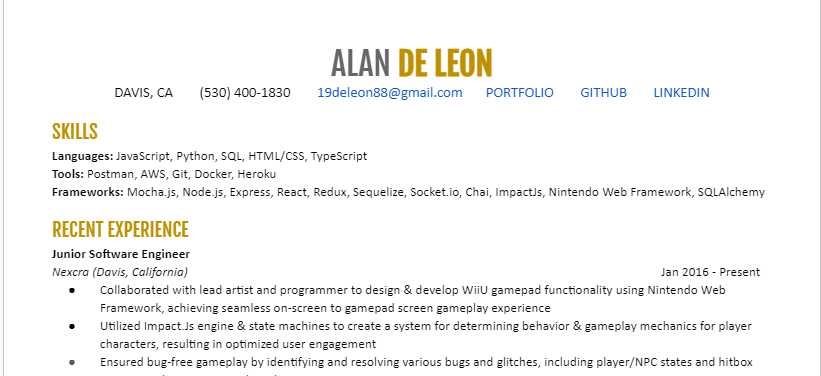 ALAN DE LEON
DAVIS, CA (530) 400-1830 19deleon88@gmail.com PORTFOLIO GITHUB LINKEDIN
SKILLS
Languages: JavaScript, Python, SQL, HTML/CSS, TypeScript
Tools: Postman, AWS, Git, Docker, Heroku
Frameworks: Mocha.js, Node.js, Express, React, Redux, Sequelize, Socket.io, Chai, ImpactJs, Nintendo Web Framework, SQLAlchemy
RECENT EXPERIENCE
Junior Software Engineer
Nexcra (Davis, California) Jan 2016 - Present
● Collaborated with lead artist and programmer to design & develop WiiU gamepad functionality using Nintendo Web
Framework, achieving seamless on-screen to gamepad screen gameplay experience
● Utilized Impact.Js engine & state machines to create a system for determining behavior & gameplay mechanics for player
characters, resulting in optimized user engagement
● Ensured bug-free gameplay by identifying and resolving various bugs and glitches, including player/NPC states and hitbox